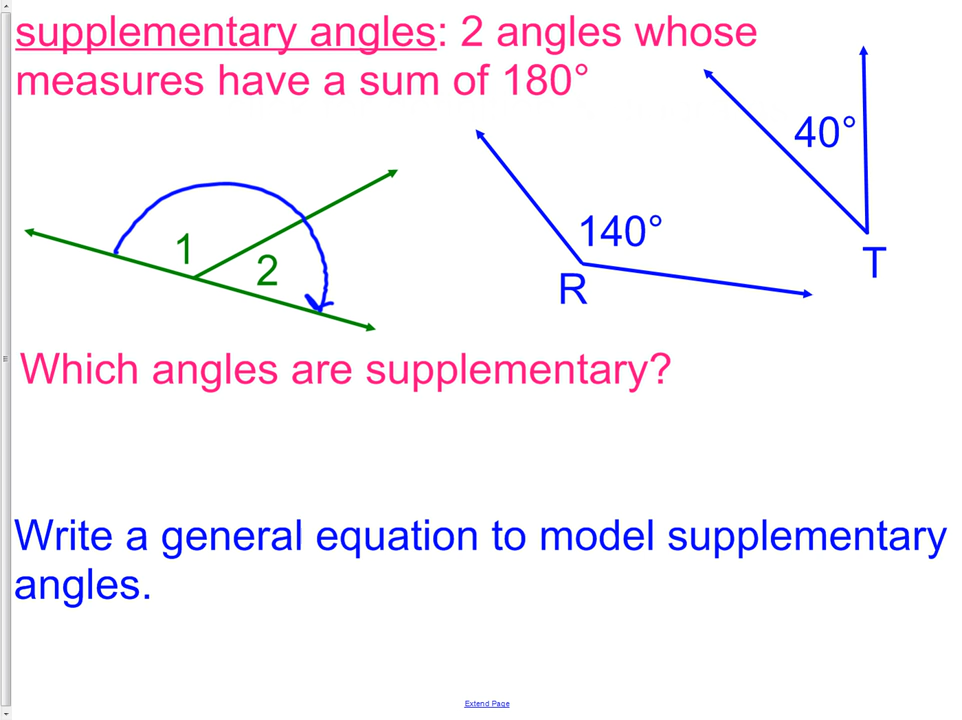 supplementary angles: 2 angles whose
measures have a sum of 180°
40°
140°
1
2
R
T
Which angles are supplementary?
Write a general equation to model supplementary
angles.
Extend Page